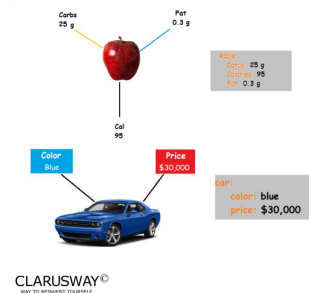 Carbs
25 g
Fat
0.3 g
Apple:
Carbs: 25 g
Calories: 95
Fat: 0.3 g
Cal
95
Color
Blue
Price
$30,000
car:
color: blue
price: $30,000
CLARUSWAY©
WAY TO REINVENT YOURSELF